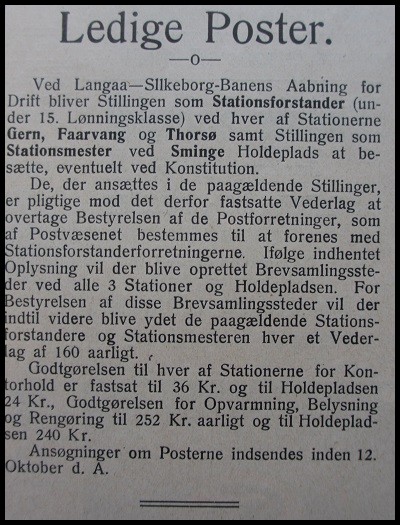 Ledige Poster.
—o—
Ved Langaa—Silkeborg-Banens Aabning for
Drift bliver Stillingen som Stationsforstander (un-
der 15. Lønningsklasse) ved hver af Stationerne
Gern, Faarvang og Thorsø samt Stillingen som
Stationsmester ved Sminge Holdeplads at be-
sætte, eventuelt ved Konstitution.
De, der ansættes i de paagældende Stillinger,
er pligtige mod det derfor fastsatte Vederlag at
overtage Bestyrelsen af de Postforretninger, som
af Postvæsenet bestemmes til at forenes med
Stationsforstanderforretningerne. Ifølge indhentet
Oplysning vil der blive oprettet Brevsamlingsste-
der ved alle 3 Stationer og Holdepladsen. For
Bestyrelsen af disse Brevsamlingssteder vil der
indtil videre blive ydet de paagældende Stations-
forstandere og Stationsmesteren hver et Veder-
lag af 160 aarligt.
Godtgørelsen til hver af Stationerne for Kon-
torhold er fastsat til 36 Kr. og til Holdepladsen
24 Kr., Godtgørelsen for Opvarmning, Belysning
og Rengøring til 252 Kr. aarligt og til Holdeplad-
sen 240 Kr.
Ansøgninger om Posterne indsendes inden 12.
Oktober d. A.